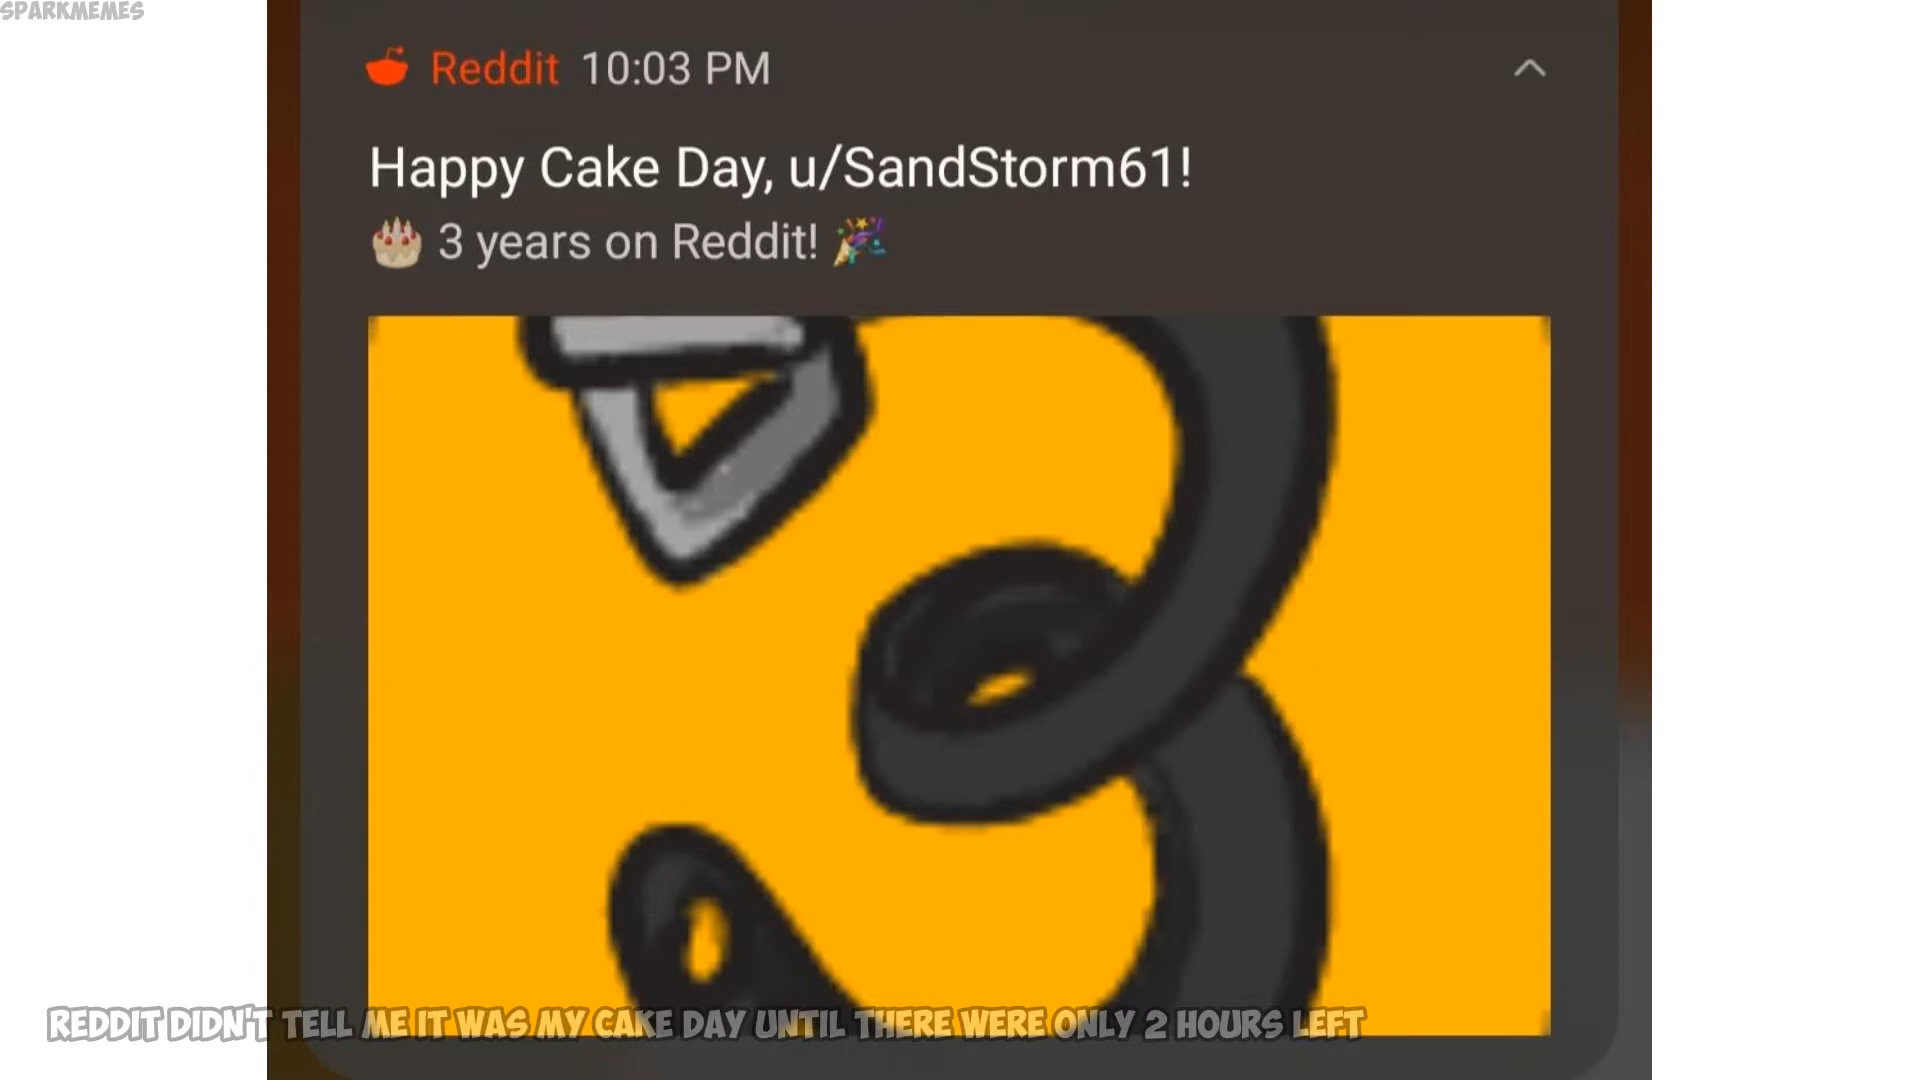 SPARKMEMES
Reddit 10:03 PM
Happy Cake Day, u/SandStorm61!
🎂 3 years on Reddit! 🎉
REDDIT DIDN'T TELL ME IT WAS MY CAKE DAY UNTIL THERE WERE ONLY 2 HOURS LEFT